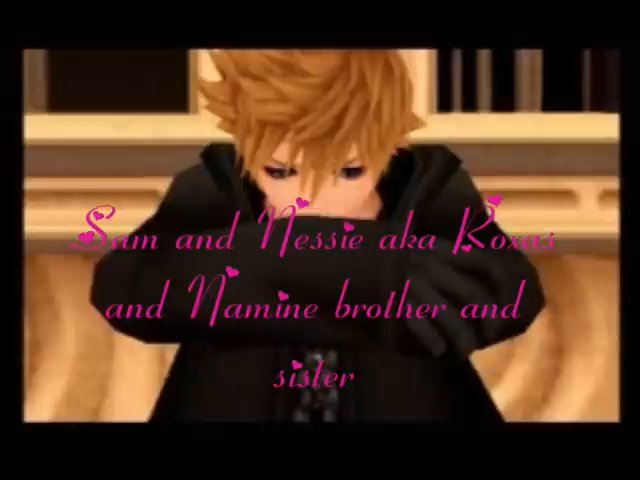 Sam and Nessie aka Roxas
and Namine brother and
sister